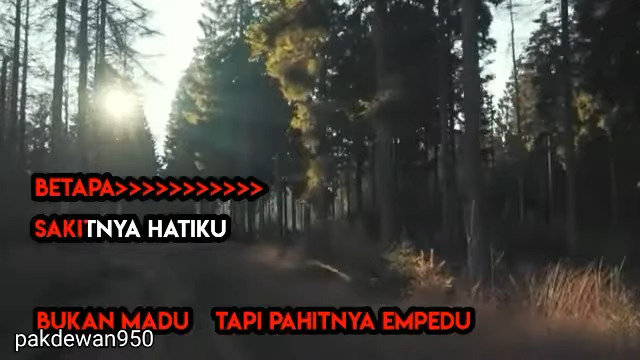 BETAPA>>>>>>>>>>>
SAKITNYA HATIKU
BUKAN MADU TAPI PAHITNYA EMPEDU
pakdewan950